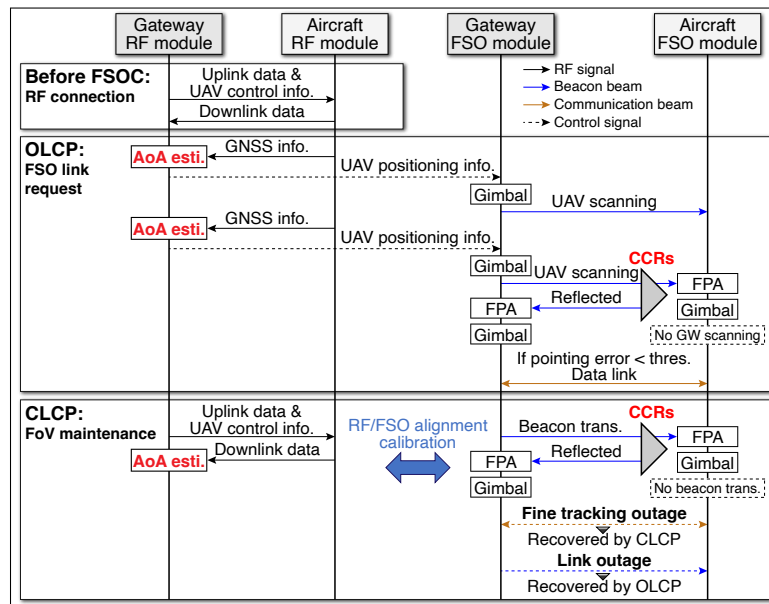 Gateway
RF module
Aircraft
RF module
Gateway
FSO module
Aircraft
FSO module
Before FSOC:
RF connection
Uplink data &
UAV control info.
Downlink data
RF signal
Beacon beam
Communication beam
Control signal
OLCP:
FSO link
request
AoA esti.
GNSS info.
UAV positioning info.
Gimbal
UAV scanning
AoA esti.
GNSS info.
UAV positioning info.
Gimbal
CCRs
UAV scanning
FPA
Reflected
FPA
Gimbal
Gimbal
No GW scanning
If pointing error < thres.
Data link
CLCP:
FoV maintenance
Uplink data &
UAV control info.
Downlink data
AoA esti.
RF/FSO alignment
calibration
CCRs
Beacon trans.
FPA
Reflected
FPA
Gimbal
Gimbal
No beacon trans.
Fine tracking outage
Recovered by CLCP
Link outage
Recovered by OLCP